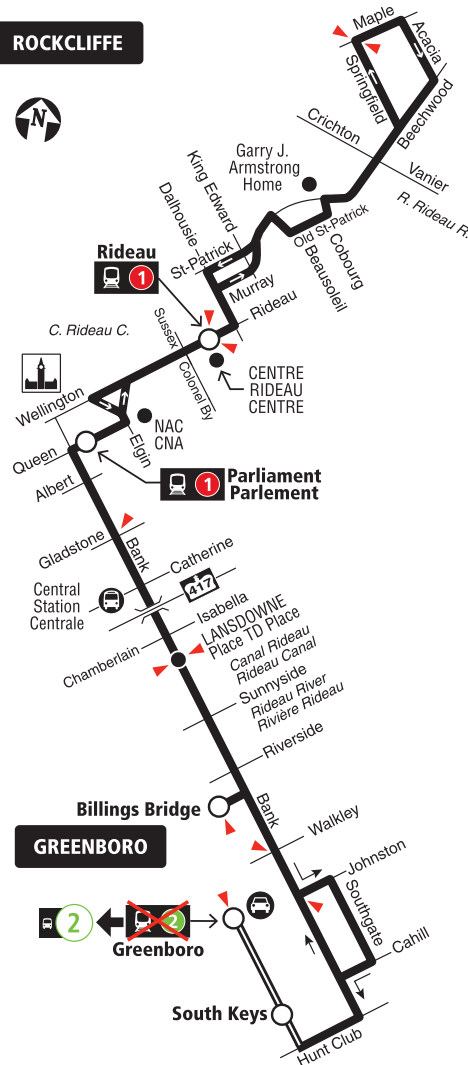 ROCKCLIFFE
Maple
Acacia
Springfield
Beechwood
N
Crichton
Vanier
R. Rideau R.
Garry J.
Armstrong
Home
King Edward
Dalhousie
St-Patrick
Old St-Patrick
Cobourg
Beausoleil
Murray
Rideau
1
Rideau
C. Rideau C.
Sussex
Colonel By
CENTRE
RIDEAU
CENTRE
Wellington
NAC
CNA
Elgin
Queen
Albert
1
Parliament
Parlement
Gladstone
Bank
Catherine
417
Central
Station
Centrale
Isabella
Chamberlain
LANSDOWNE
Place TD Place
Canal Rideau
Rideau Canal
Sunnyside
Rideau River
Rivière Rideau
Riverside
Billings Bridge
Bank
Walkley
GREENBORO
Johnston
Southgate
Cahill
2
2
Greenboro
South Keys
Hunt Club